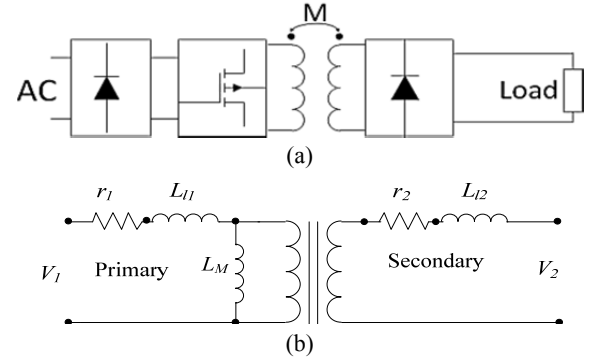 M
AC
Load
(a)
r1
Ll1
r2
Ll2
V1
Primary
LM
Secondary
V2
(b)